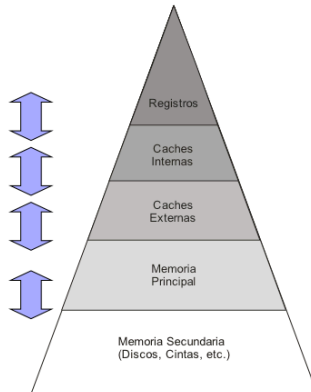 Registros
Caches
Internas
Caches
Externas
Memoria
Principal
Memoria Secundaria
(Discos, Cintas, etc.)